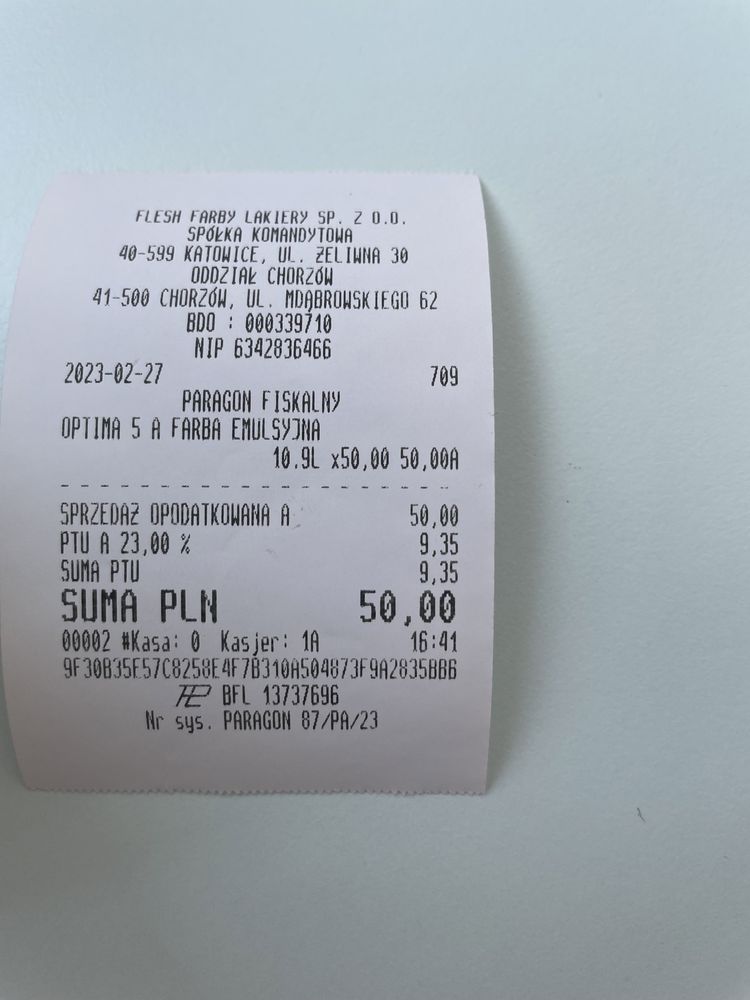 FLESH FARBY LAKIERY SP. Z O.O.
SPÓŁKA KOMANDYTOWA
40-599 KATOWICE, UL. ŻELIWNA 30
ODDZIAŁ CHORZÓW
41-500 CHORZÓW, UL. MDĄBROWSKIEGO 62
BDO : 000339710
NIP 6342836466
2023-02-27 709
PARAGON FISKALNY
OPTIMA 5 A FARBA EMULSYJNA
10.9L x50,00 50,00A
SPRZEDAŻ OPODATKOWANA A 50,00
PTU A 23,00 % 9,35
SUMA PTU 9,35
SUMA PLN 50,00
00002 #Kasa: 0 Kasjer: 1A 16:41
9F30B35E57C8258E4F7B310A504873F9A2835BB6
BFL 13737696
Nr sys. PARAGON 87/PA/23